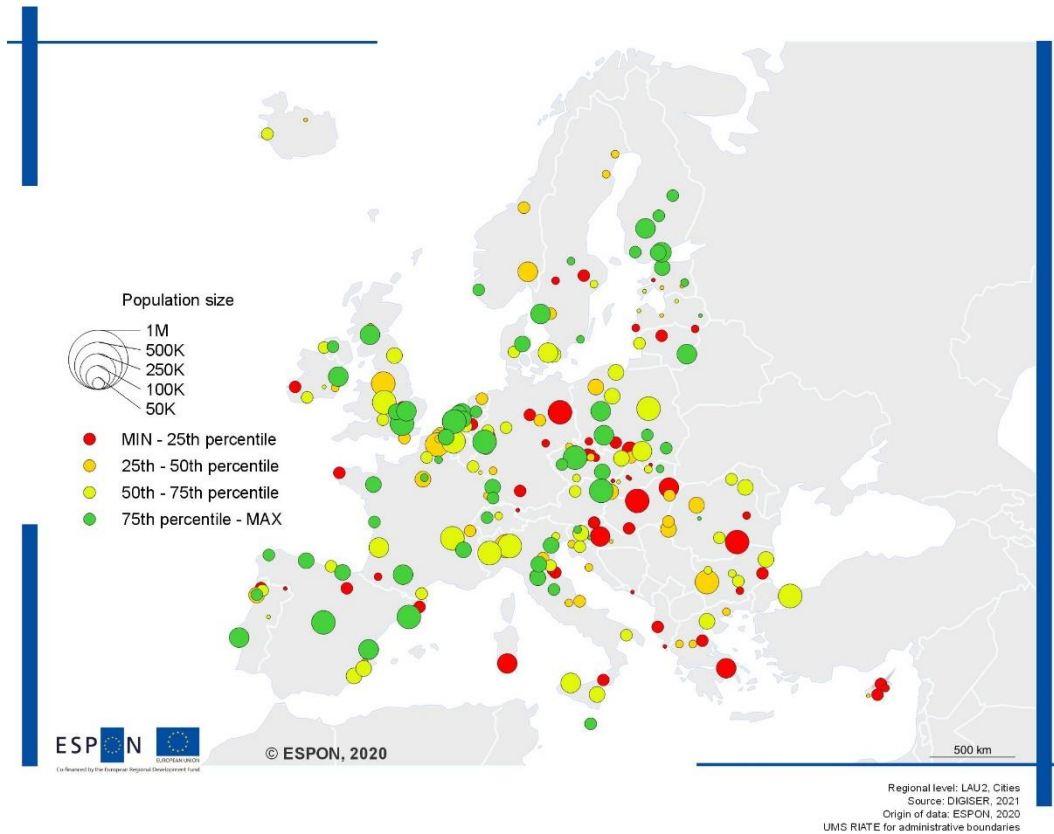 Population size
1M
500K
250K
100K
50K
MIN - 25th percentile
25th - 50th percentile
50th - 75th percentile
75th percentile - MAX
ESPON
EUROPEAN UNION
Co-financed by the European Regional Development Fund
© ESPON, 2020
500 km
Regional level: LAU2, Cities
Source: DIGISER, 2021
Origin of data: ESPON, 2020
UMS RIATE for administrative boundaries